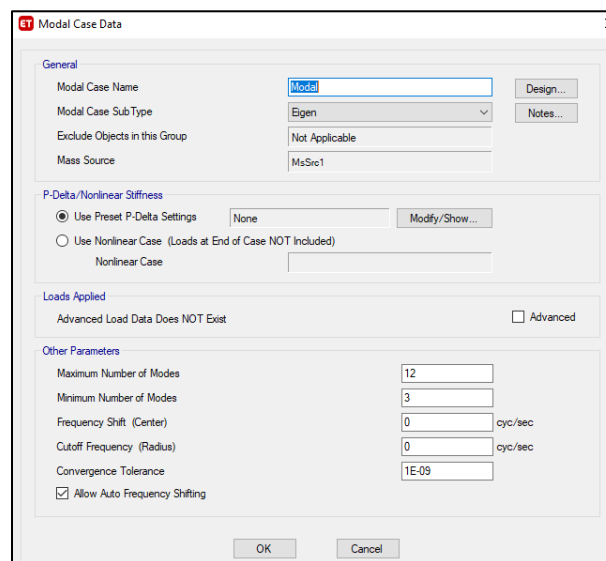 ET Modal Case Data
General
Modal Case Name Modal Design...
Modal Case SubType Eigen Notes...
Exclude Objects in this Group Not Applicable
Mass Source MsSrc1
P-Delta/Nonlinear Stiffness
Use Preset P-Delta Settings None Modify/Show...
Use Nonlinear Case (Loads at End of Case NOT Included)
Nonlinear Case
Loads Applied
Advanced Load Data Does NOT Exist Advanced
Other Parameters
Maximum Number of Modes 12
Minimum Number of Modes 3
Frequency Shift (Center) 0 cyc/sec
Cutoff Frequency (Radius) 0 cyc/sec
Convergence Tolerance 1E-09
Allow Auto Frequency Shifting
OK Cancel